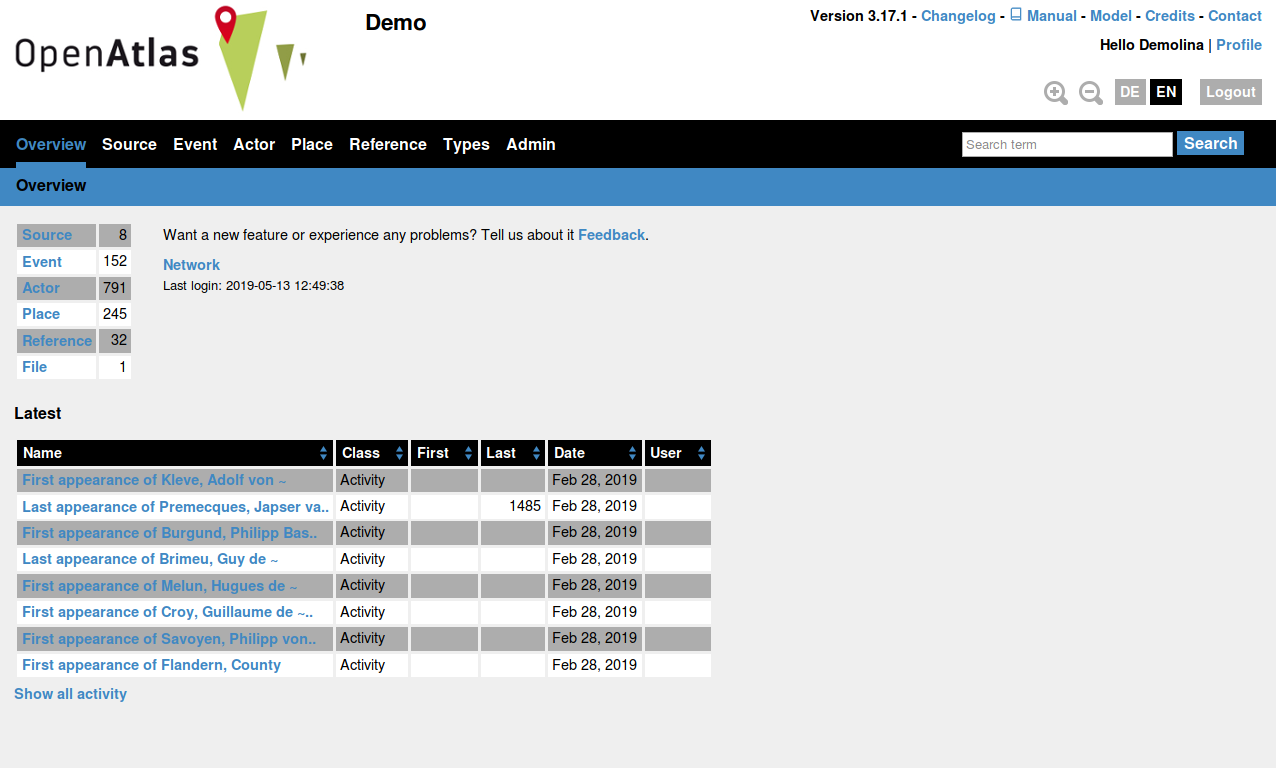 OpenAtlas
Demo
Version 3.17.1 - Changelog - Manual - Model - Credits - Contact
Hello Demolina | Profile
DE EN Logout
Overview Source Event Actor Place Reference Types Admin
Search term Search
Overview
Source 8
Event 152
Actor 791
Place 245
Reference 32
File 1
Want a new feature or experience any problems? Tell us about it Feedback.
Network
Last login: 2019-05-13 12:49:38
Latest
Name Class First Last Date User
First appearance of Kleve, Adolf von ~ Activity Feb 28, 2019
Last appearance of Premecques, Japser va.. Activity 1485 Feb 28, 2019
First appearance of Burgund, Philipp Bas.. Activity Feb 28, 2019
Last appearance of Brimeu, Guy de ~ Activity Feb 28, 2019
First appearance of Melun, Hugues de ~ Activity Feb 28, 2019
First appearance of Croy, Guillaume de ~.. Activity Feb 28, 2019
First appearance of Savoyen, Philipp von.. Activity Feb 28, 2019
First appearance of Flandern, County Activity Feb 28, 2019
Show all activity